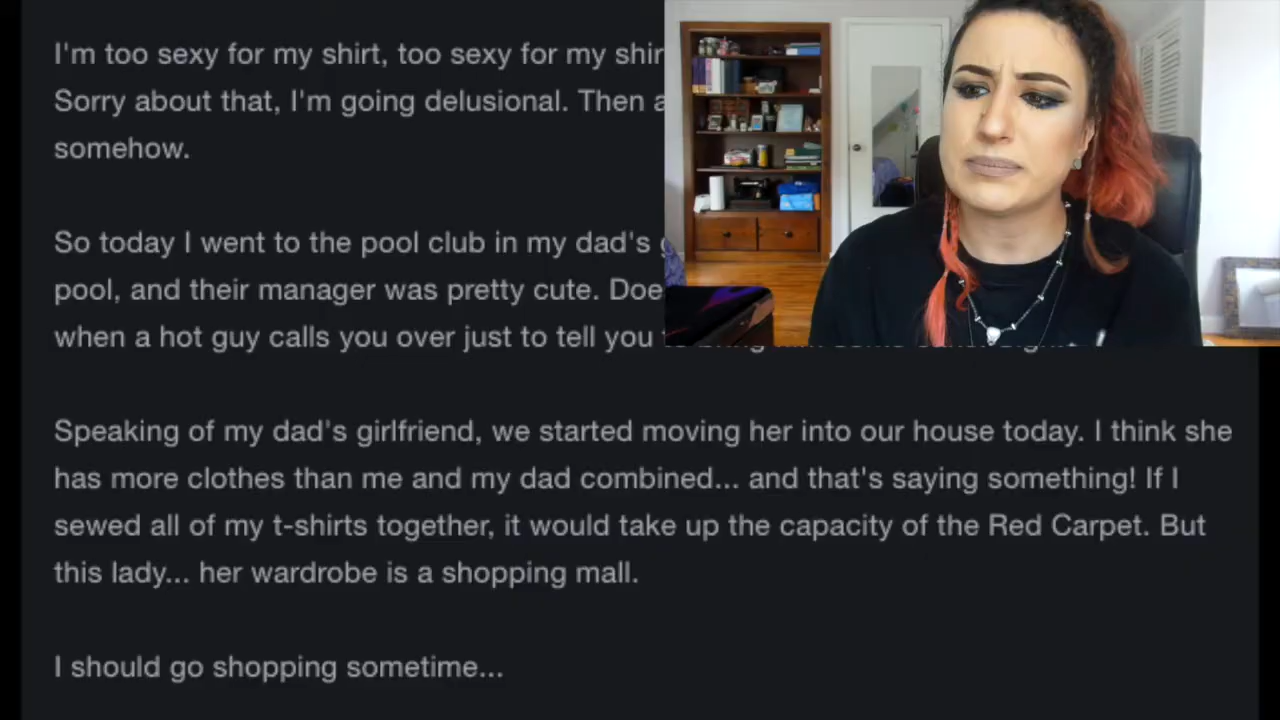 I'm too sexy for my shirt, too sexy for my
Sorry about that, I'm going delusional. Then
somehow.
So today I went to the pool club in my dad's
pool, and their manager was pretty cute.
when a hot guy calls you over just to tell you
Speaking of my dad's girlfriend, we started moving her into our house today. I think she
has more clothes than me and my dad combined... and that's saying something! If I
sewed all of my t-shirts together, it would take up the capacity of the Red Carpet. But
this lady... her wardrobe is a shopping mall.
I should go shopping sometime...